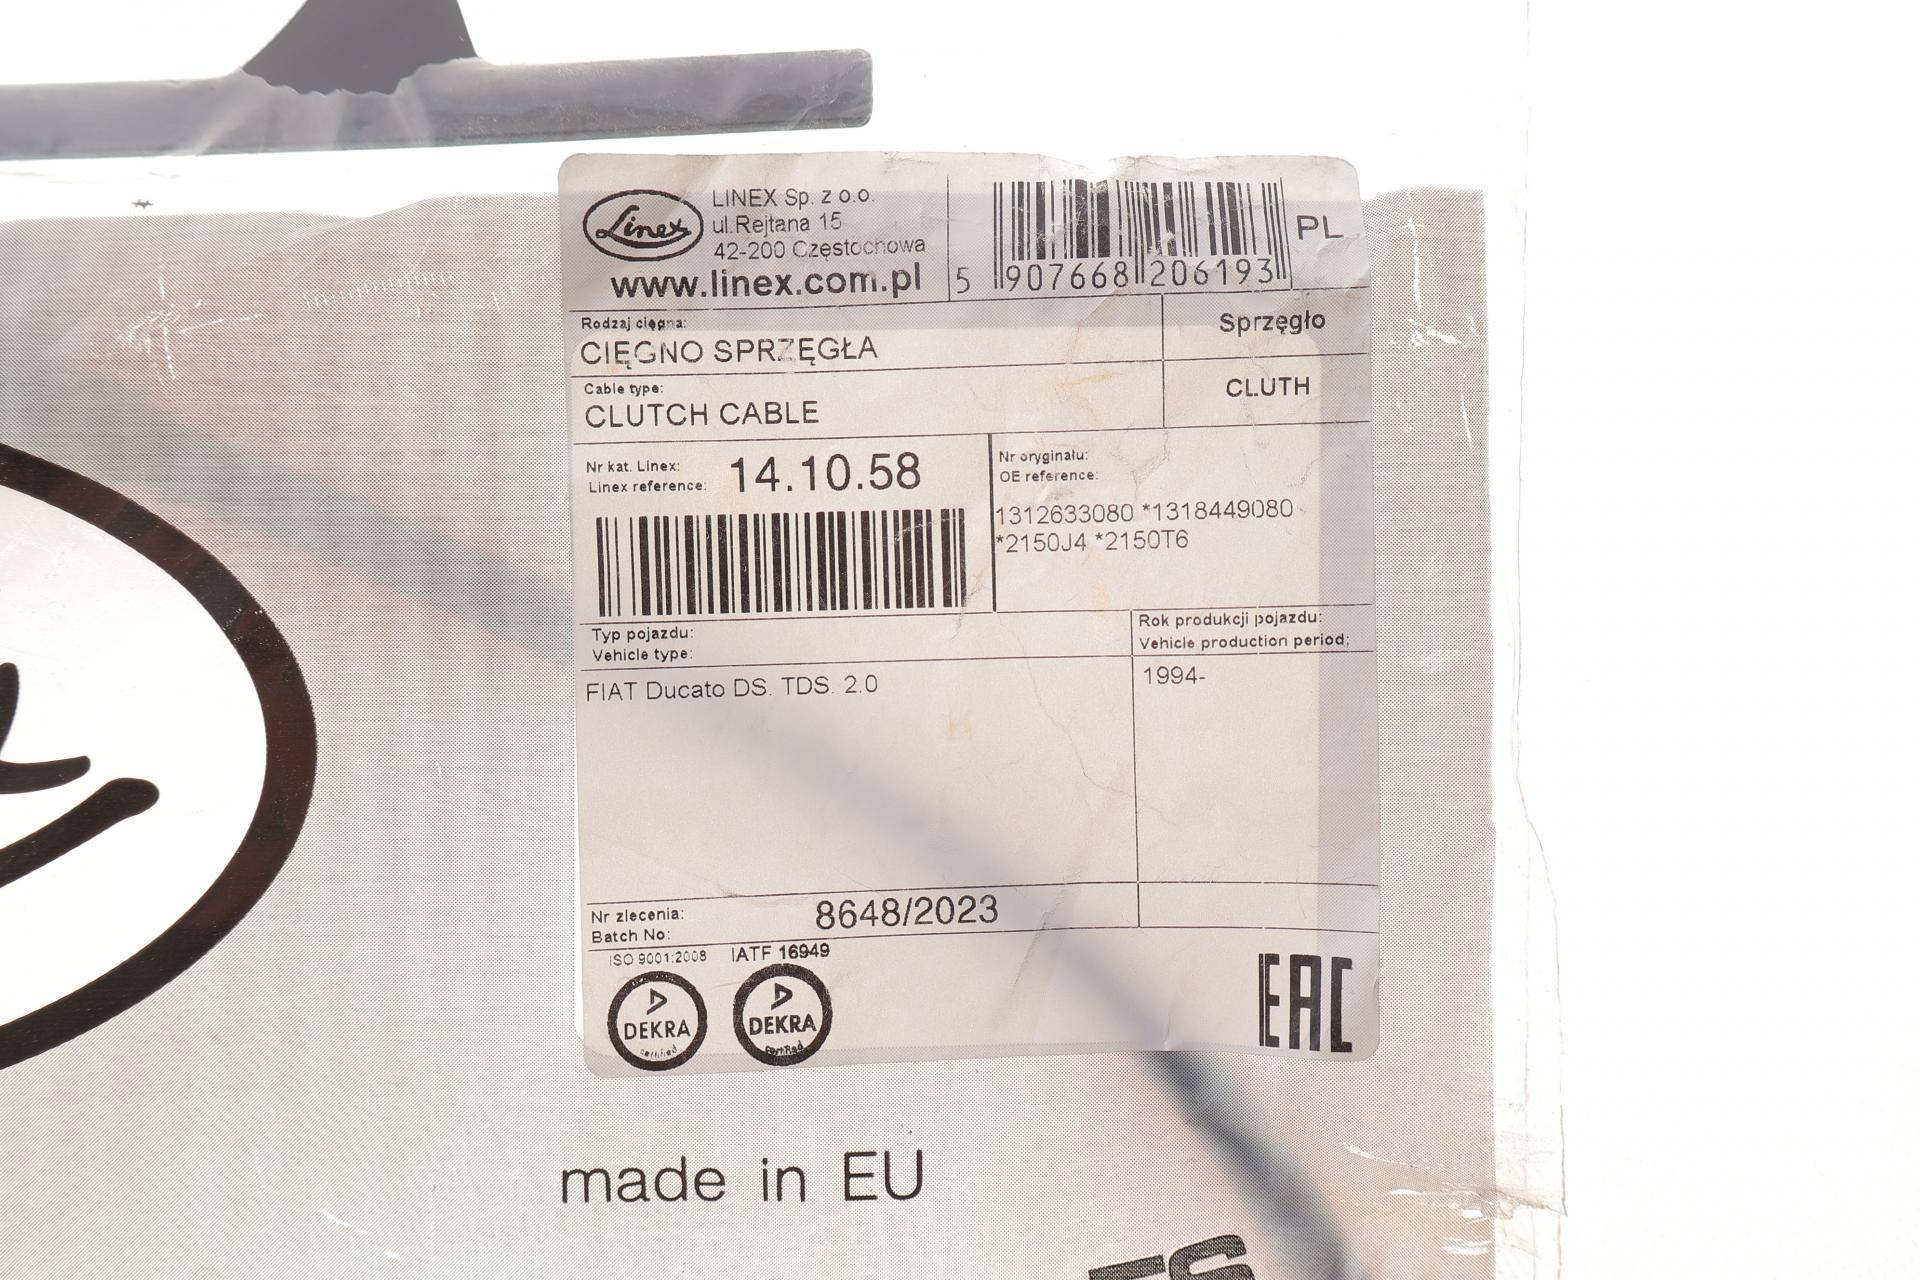 Linex
LINEX Sp. z o.o.
ul.Rejtana 15
42-200 Częstochowa
www.linex.com.pl
5 907668 206193
PL
Rodzaj cięgna:
CIĘGNO SPRZĘGŁA
Sprzęgło
Cable type:
CLUTCH CABLE
CLUTH
Nr kat. Linex:
Linex reference:
14.10.58
Nr oryginału:
OE reference:
1312633080 *1318449080
*2150J4 *2150T6
Typ pojazdu:
Vehicle type:
Rok produkcji pojazdu:
Vehicle production period:
FIAT Ducato DS. TDS. 2.0
1994-
Nr zlecenia:
Batch No:
8648/2023
ISO 9001:2008
IATF 16949
DEKRA
certified
DEKRA
certified
EAC
made in EU